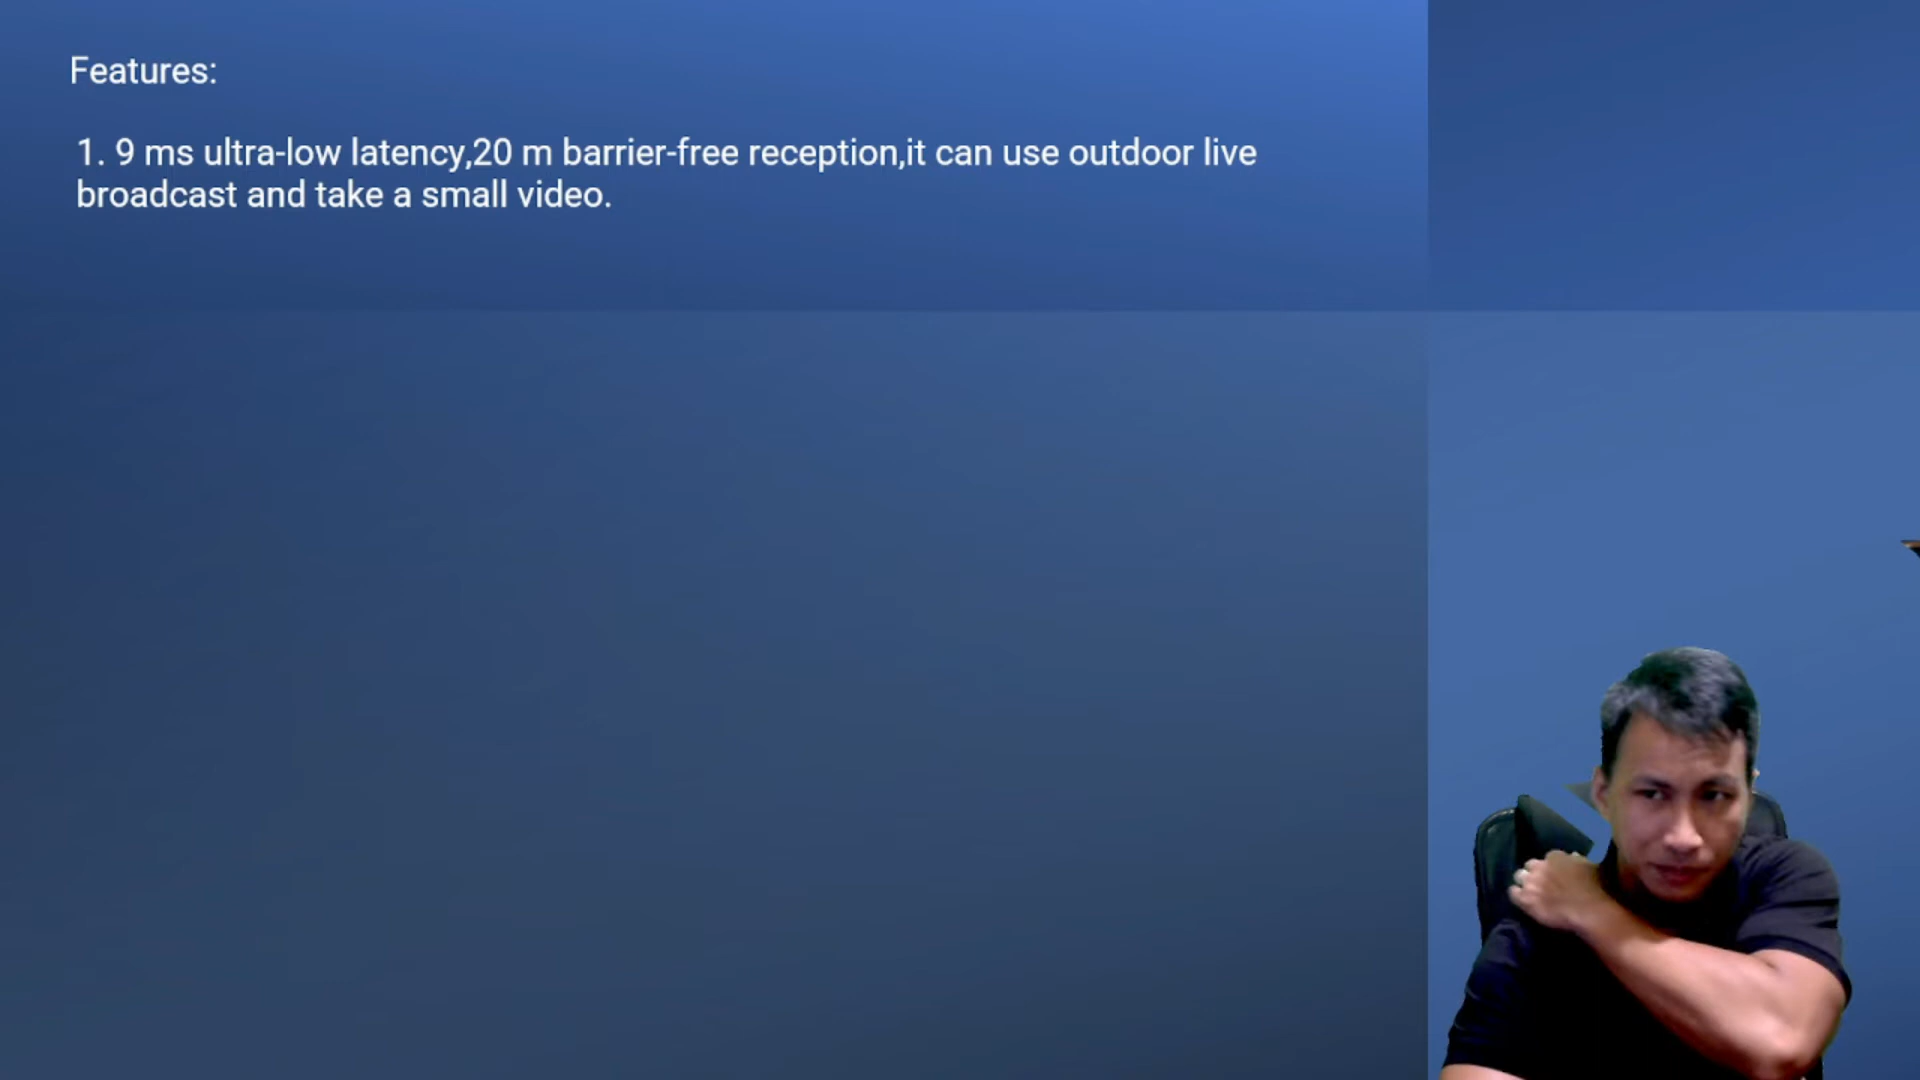 Features:
1. 9 ms ultra-low latency,20 m barrier-free reception,it can use outdoor live
broadcast and take a small video.